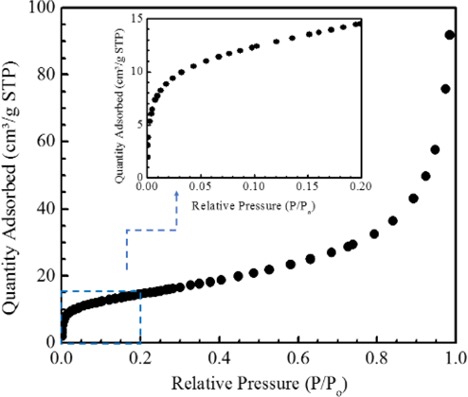 100
80
60
40
20
0
Quantity Adsorbed (cm³/g STP)
15
10
5
0
Quantity Adsorbed (cm³/g STP)
0.00 0.05 0.10 0.15 0.20
Relative Pressure (P/Pₒ)
0.0 0.2 0.4 0.6 0.8 1.0
Relative Pressure (P/Pₒ)